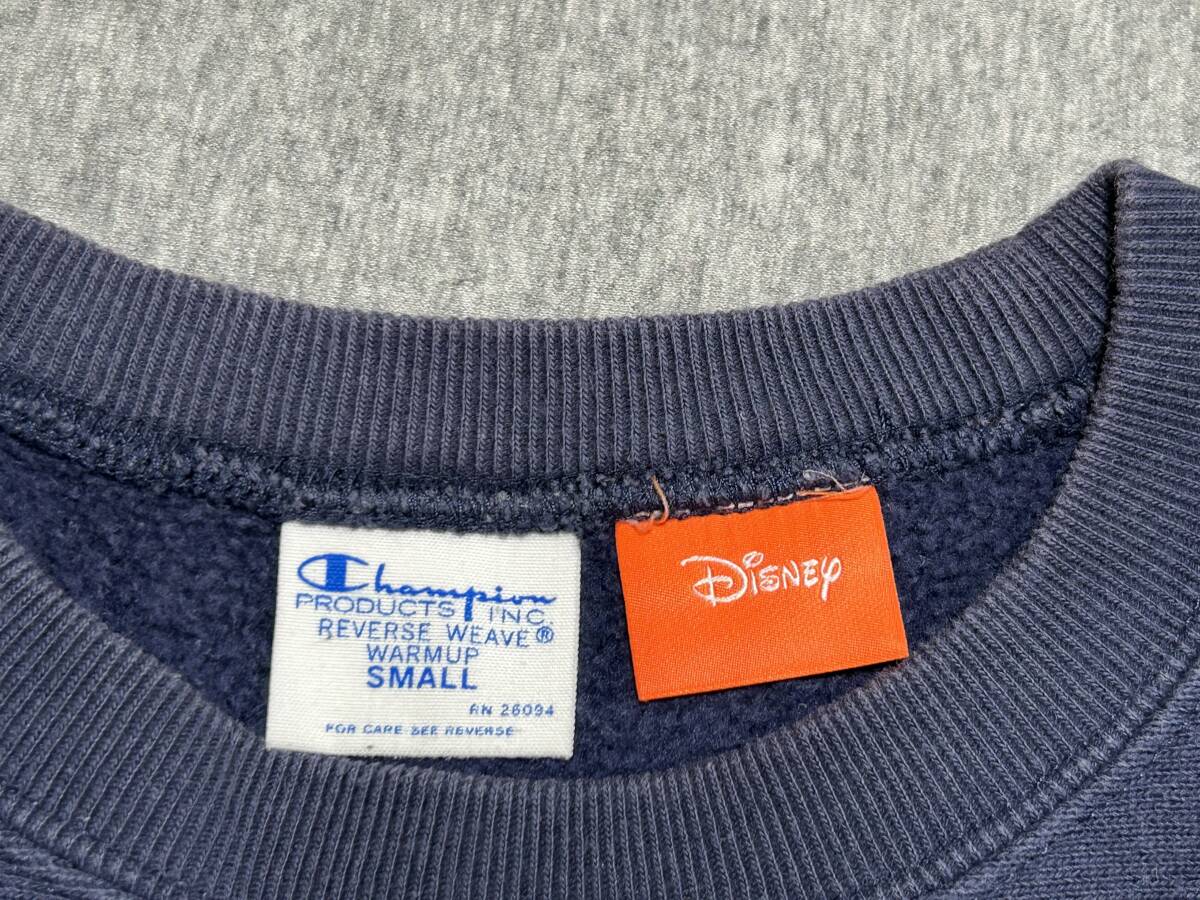 Champion
PRODUCTS INC.
REVERSE WEAVE®
WARMUP
SMALL
RN 26094
FOR CARE SEE REVERSE
DISNEY